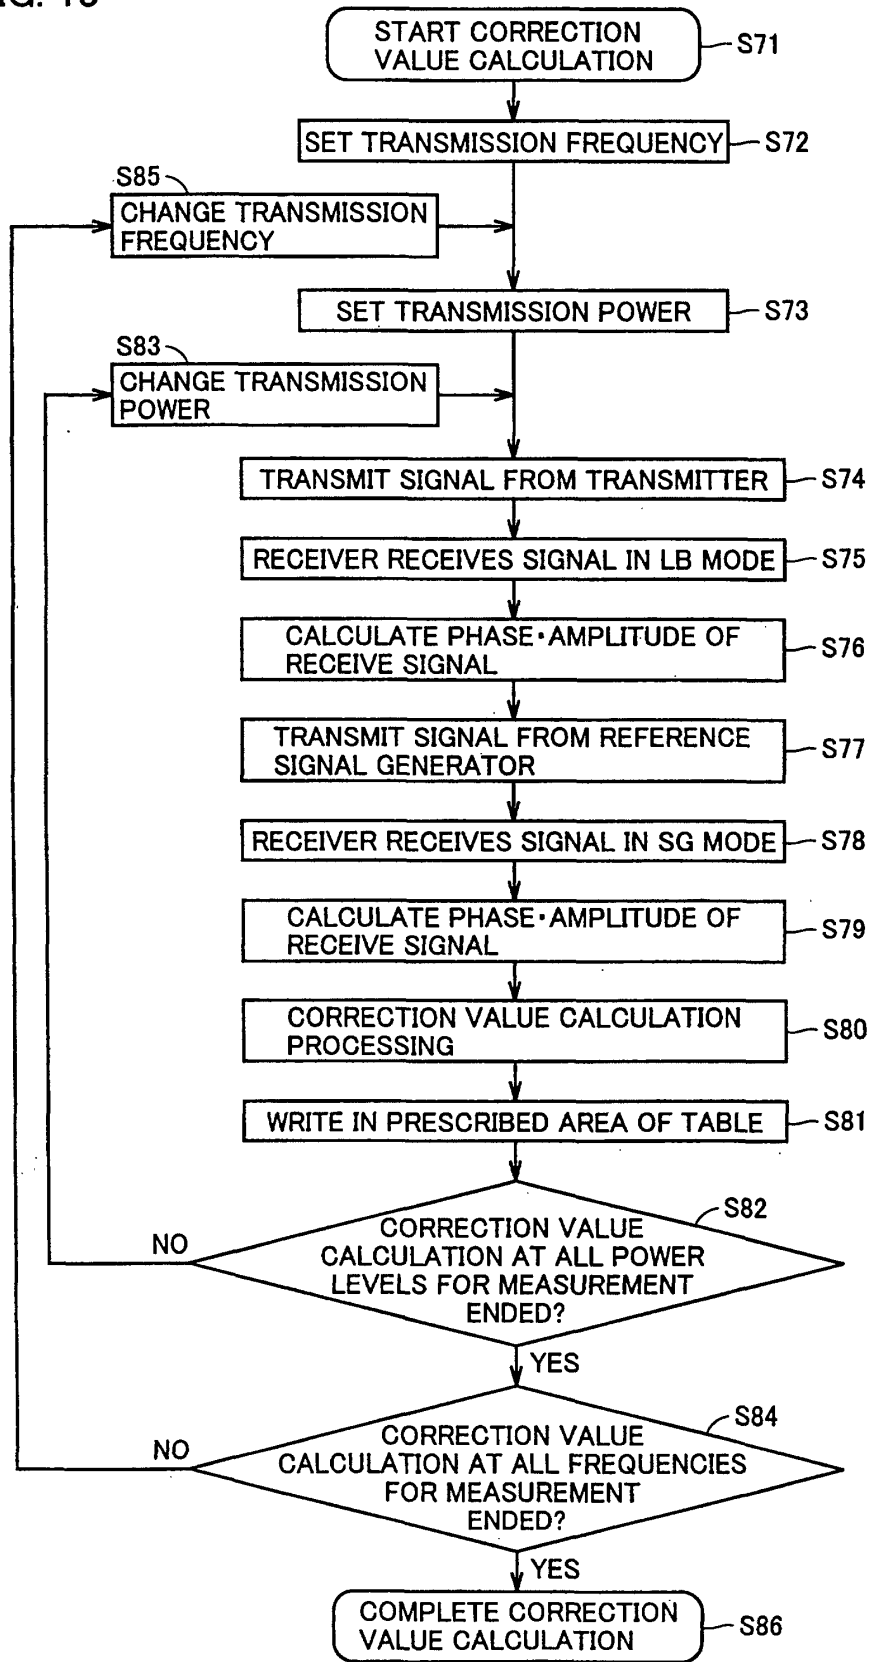 START CORRECTION
VALUE CALCULATION
S71
SET TRANSMISSION FREQUENCY
S72
S85
CHANGE TRANSMISSION
FREQUENCY
SET TRANSMISSION POWER
S73
S83
CHANGE TRANSMISSION
POWER
TRANSMIT SIGNAL FROM TRANSMITTER
S74
RECEIVER RECEIVES SIGNAL IN LB MODE
S75
CALCULATE PHASE•AMPLITUDE OF
RECEIVE SIGNAL
S76
TRANSMIT SIGNAL FROM REFERENCE
SIGNAL GENERATOR
S77
RECEIVER RECEIVES SIGNAL IN SG MODE
S78
CALCULATE PHASE•AMPLITUDE OF
RECEIVE SIGNAL
S79
CORRECTION VALUE CALCULATION
PROCESSING
S80
WRITE IN PRESCRIBED AREA OF TABLE
S81
S82
NO
CORRECTION VALUE
CALCULATION AT ALL POWER
LEVELS FOR MEASUREMENT
ENDED?
YES
S84
NO
CORRECTION VALUE
CALCULATION AT ALL FREQUENCIES
FOR MEASUREMENT
ENDED?
YES
COMPLETE CORRECTION
VALUE CALCULATION
S86